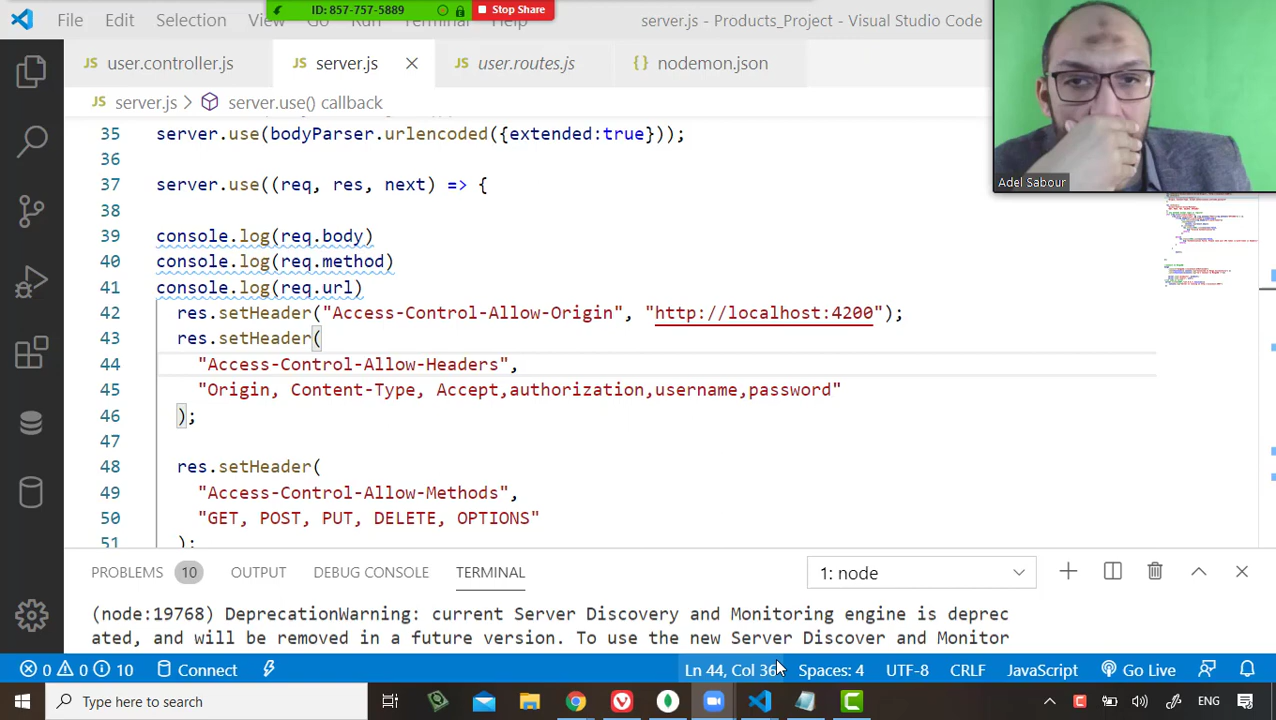 ID: 857-757-5889
Stop Share
File Edit Selection View Go Run Terminal Help
server.js - Products_Project - Visual Studio Code
JS user.controller.js
JS server.js
JS user.routes.js
{} nodemon.json
JS server.js > server.use() callback
Adel Sabour
35 server.use(bodyParser.urlencoded({extended:true}));
36
37 server.use((req, res, next) => {
38
39 console.log(req.body)
40 console.log(req.method)
41 console.log(req.url)
42 res.setHeader("Access-Control-Allow-Origin", "http://localhost:4200");
43 res.setHeader(
44 "Access-Control-Allow-Headers",
45 "Origin, Content-Type, Accept,authorization,username,password"
46 );
47
48 res.setHeader(
49 "Access-Control-Allow-Methods",
50 "GET, POST, PUT, DELETE, OPTIONS"
51 );
PROBLEMS 10 OUTPUT DEBUG CONSOLE TERMINAL 1: node
(node:19768) DeprecationWarning: current Server Discovery and Monitoring engine is deprec
ated, and will be removed in a future version. To use the new Server Discover and Monitor
0 0 10 Connect Ln 44, Col 36 Spaces: 4 UTF-8 CRLF JavaScript Go Live
Type here to search ENG